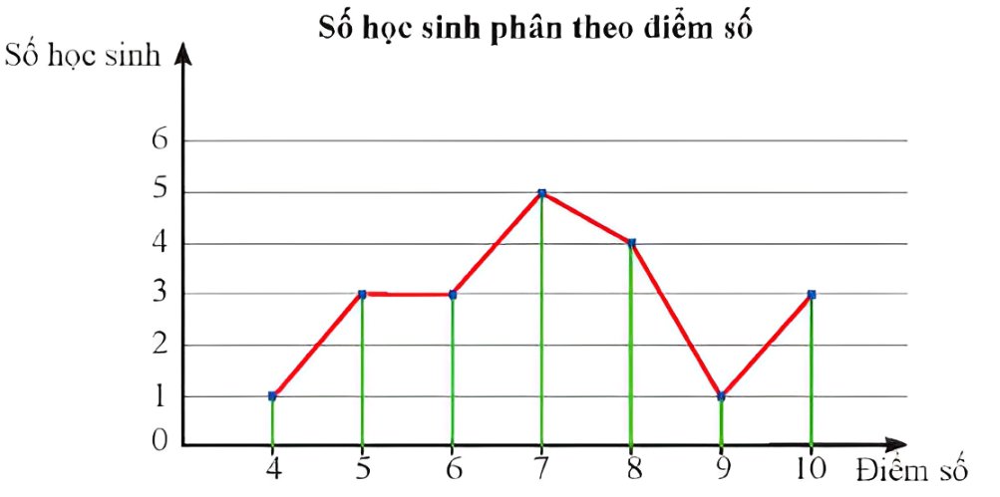 Số học sinh phân theo điểm số
Số học sinh
6
5
4
3
2
1
0
4 5 6 7 8 9 10 Điểm số